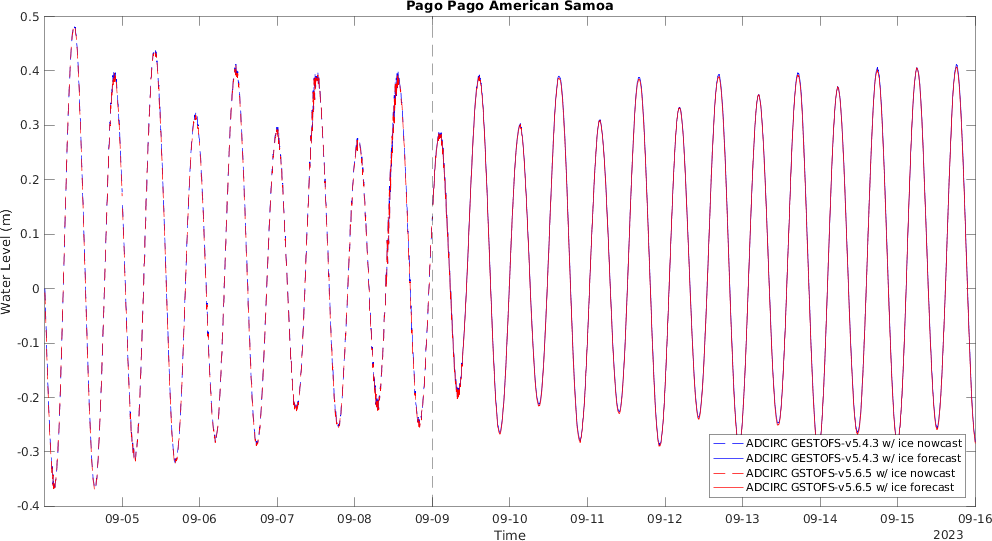 Pago Pago American Samoa
0.5
0.4
0.3
0.2
0.1
0
-0.1
-0.2
-0.3
-0.4
Water Level (m)
ADCIRC GESTOFS-v5.4.3 w/ ice nowcast
ADCIRC GESTOFS-v5.4.3 w/ ice forecast
ADCIRC GSTOFS-v5.6.5 w/ ice nowcast
ADCIRC GSTOFS-v5.6.5 w/ ice forecast
09-05 09-06 09-07 09-08 09-09 09-10 09-11 09-12 09-13 09-14 09-15 09-16
Time
2023